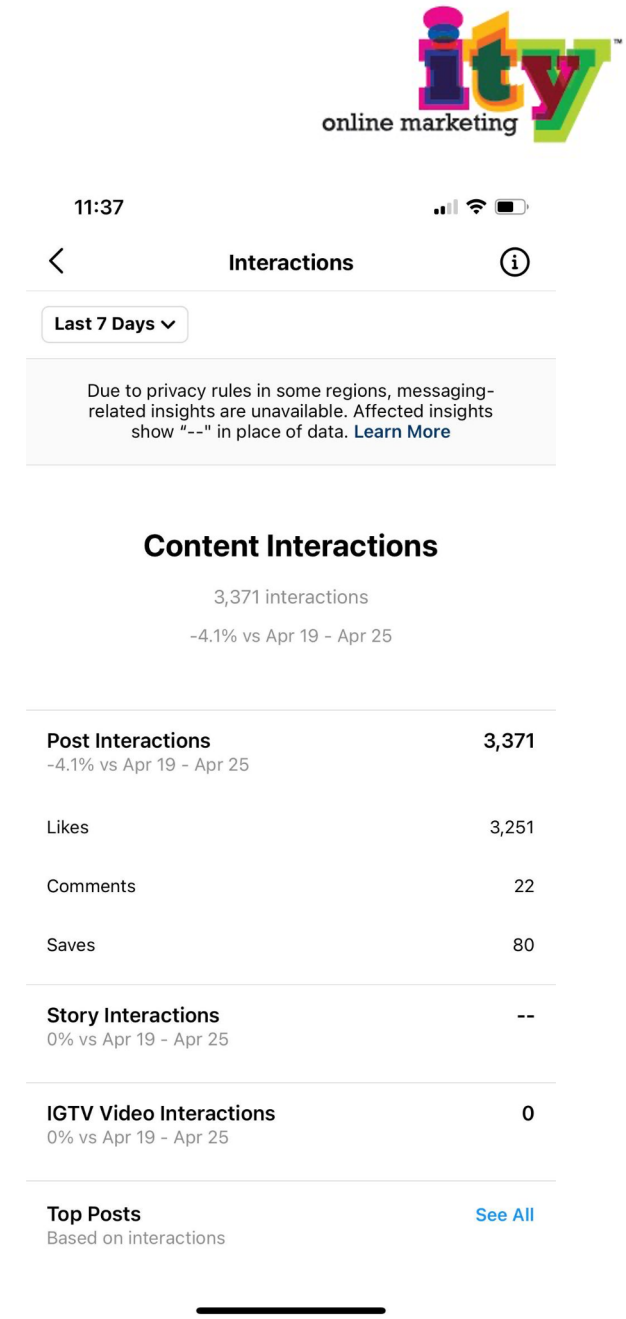 ity™
online marketing
11:37
Interactions
Last 7 Days
Due to privacy rules in some regions, messaging-
related insights are unavailable. Affected insights
show “--" in place of data. Learn More
Content Interactions
3,371 interactions
-4.1% vs Apr 19 - Apr 25
Post Interactions 3,371
-4.1% vs Apr 19 - Apr 25
Likes 3,251
Comments 22
Saves 80
Story Interactions --
0% vs Apr 19 - Apr 25
IGTV Video Interactions 0
0% vs Apr 19 - Apr 25
Top Posts See All
Based on interactions